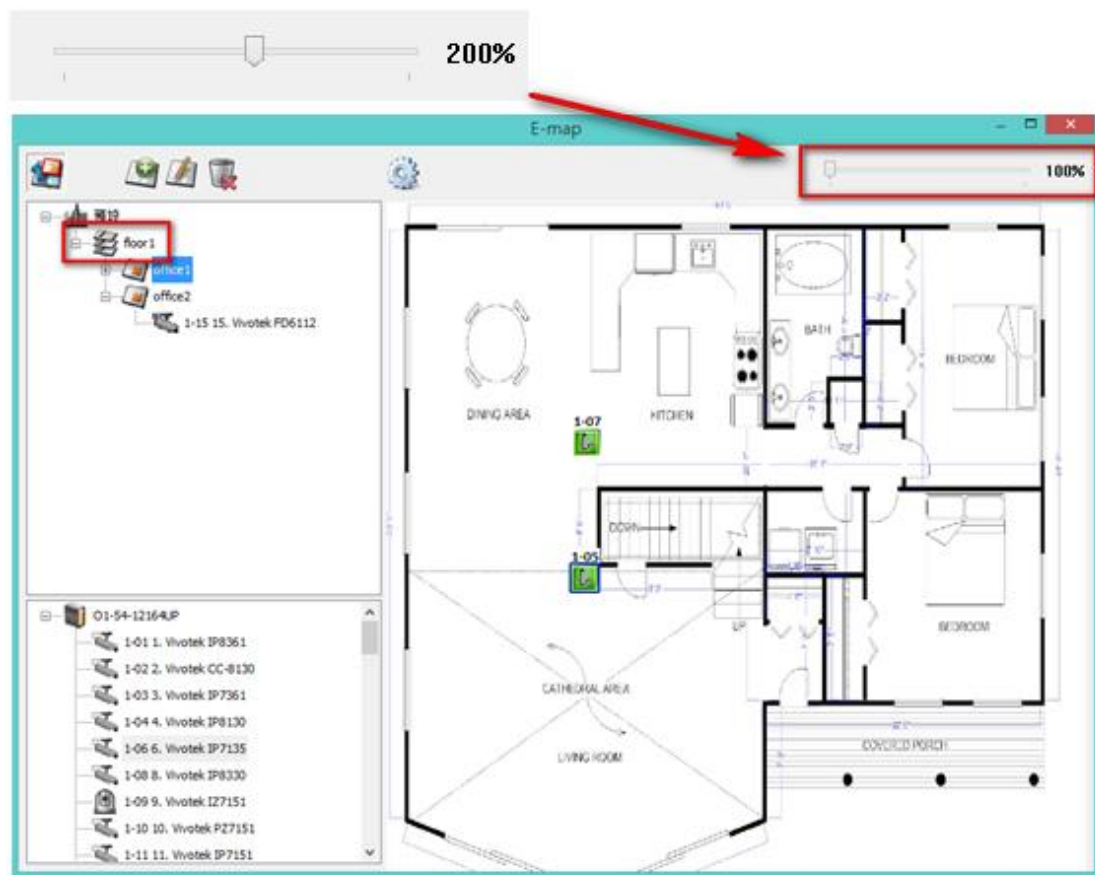 200%
E-map
100%
預設
floor1
office1
office2
1-15 15. Vivotek FD6112
BATH
BEDROOM
DINING AREA
KITCHEN
1-07
DOWN
1-05
UP
BEDROOM
CATHEDRAL AREA
LIVING ROOM
COVERED PORCH
O1-54-12164UP
1-01 1. Vivotek IP8361
1-02 2. Vivotek CC-8130
1-03 3. Vivotek IP7361
1-04 4. Vivotek IP8130
1-06 6. Vivotek IP7135
1-08 8. Vivotek IP8330
1-09 9. Vivotek IZ7151
1-10 10. Vivotek PZ7151
1-11 11. Vivotek IP7151